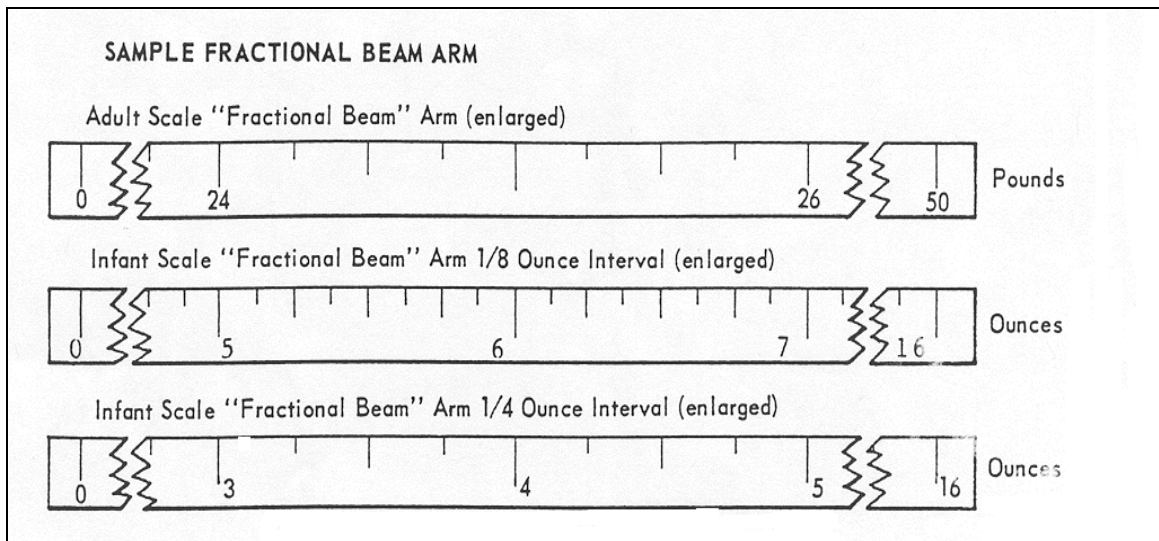 SAMPLE FRACTIONAL BEAM ARM
Adult Scale "Fractional Beam" Arm (enlarged)
0 24 26 50 Pounds
Infant Scale "Fractional Beam" Arm 1/8 Ounce Interval (enlarged)
0 5 6 7 16 Ounces
Infant Scale "Fractional Beam" Arm 1/4 Ounce Interval (enlarged)
0 3 4 5 16 Ounces